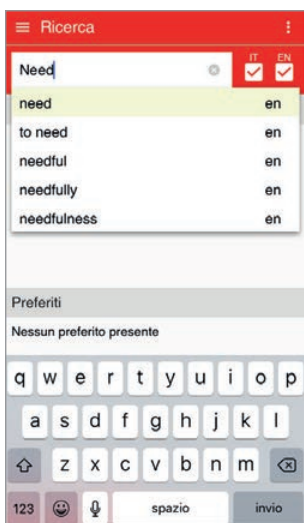 Ricerca
IT EN
Need
need en
to need en
needful en
needfully en
needfulness en
Preferiti
Nessun preferito presente
q w e r t y u i o p
a s d f g h j k l
z x c v b n m
123 spazio invio